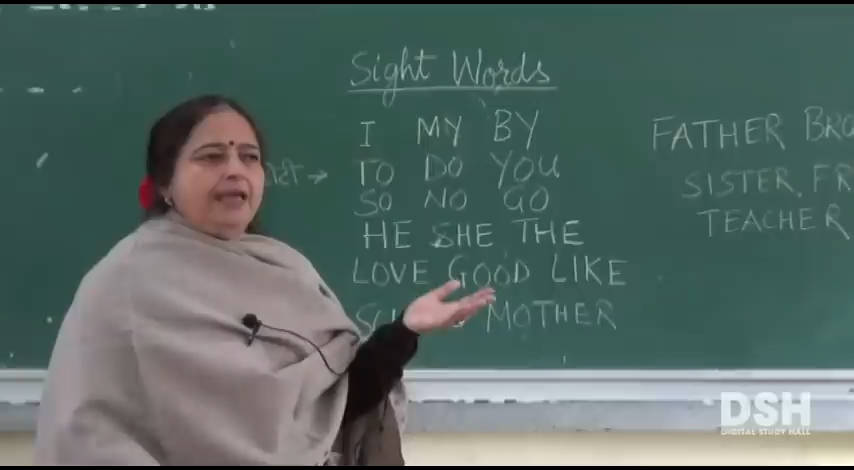 Sight Words
I MY BY
TO DO YOU
SO NO GO
HE SHE THE
LOVE GOOD LIKE
MOTHER
FATHER
SISTER,
TEACHER
DSH
DIGITAL STUDY HALL